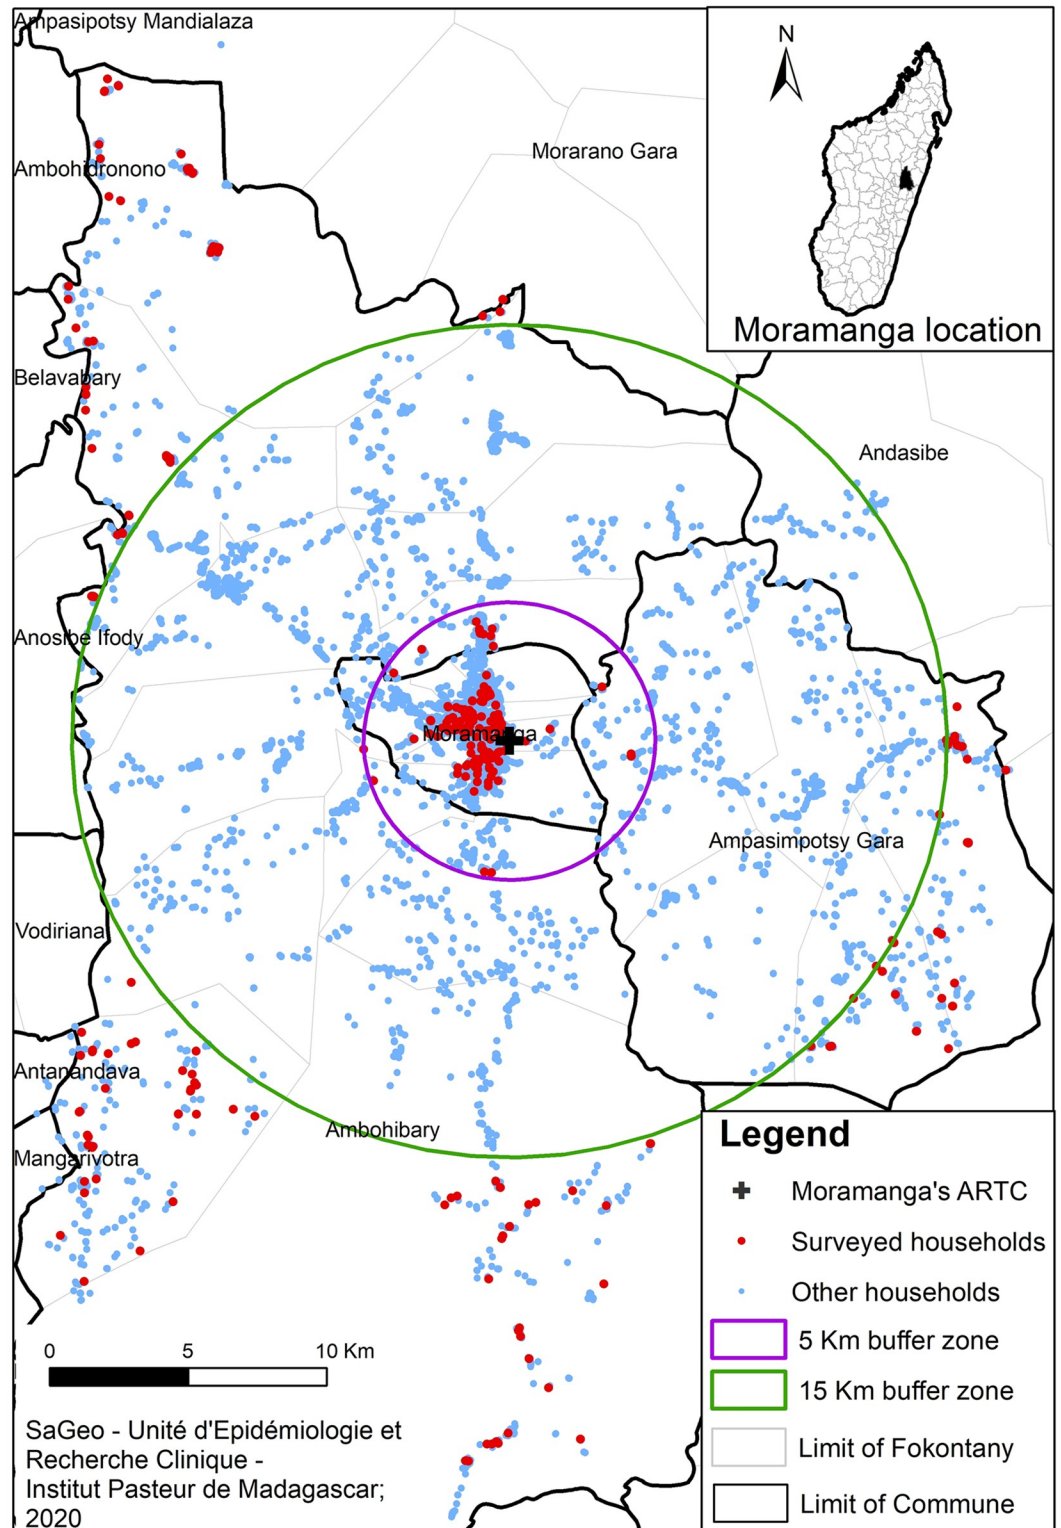 Ampasipotsy Mandialaza
N
Morarano Gara
Ambohidronono
Moramanga location
Belavabary
Andasibe
Anosibe Ifody
Moramanga
Ampasimpotsy Gara
Vodiriana
Antanandava
Ambohibary
Mangarivotra
Legend
Moramanga's ARTC
Surveyed households
Other households
5 Km buffer zone
15 Km buffer zone
Limit of Fokontany
Limit of Commune
0 5 10 Km
SaGeo - Unité d'Epidémiologie et
Recherche Clinique -
Institut Pasteur de Madagascar;
2020